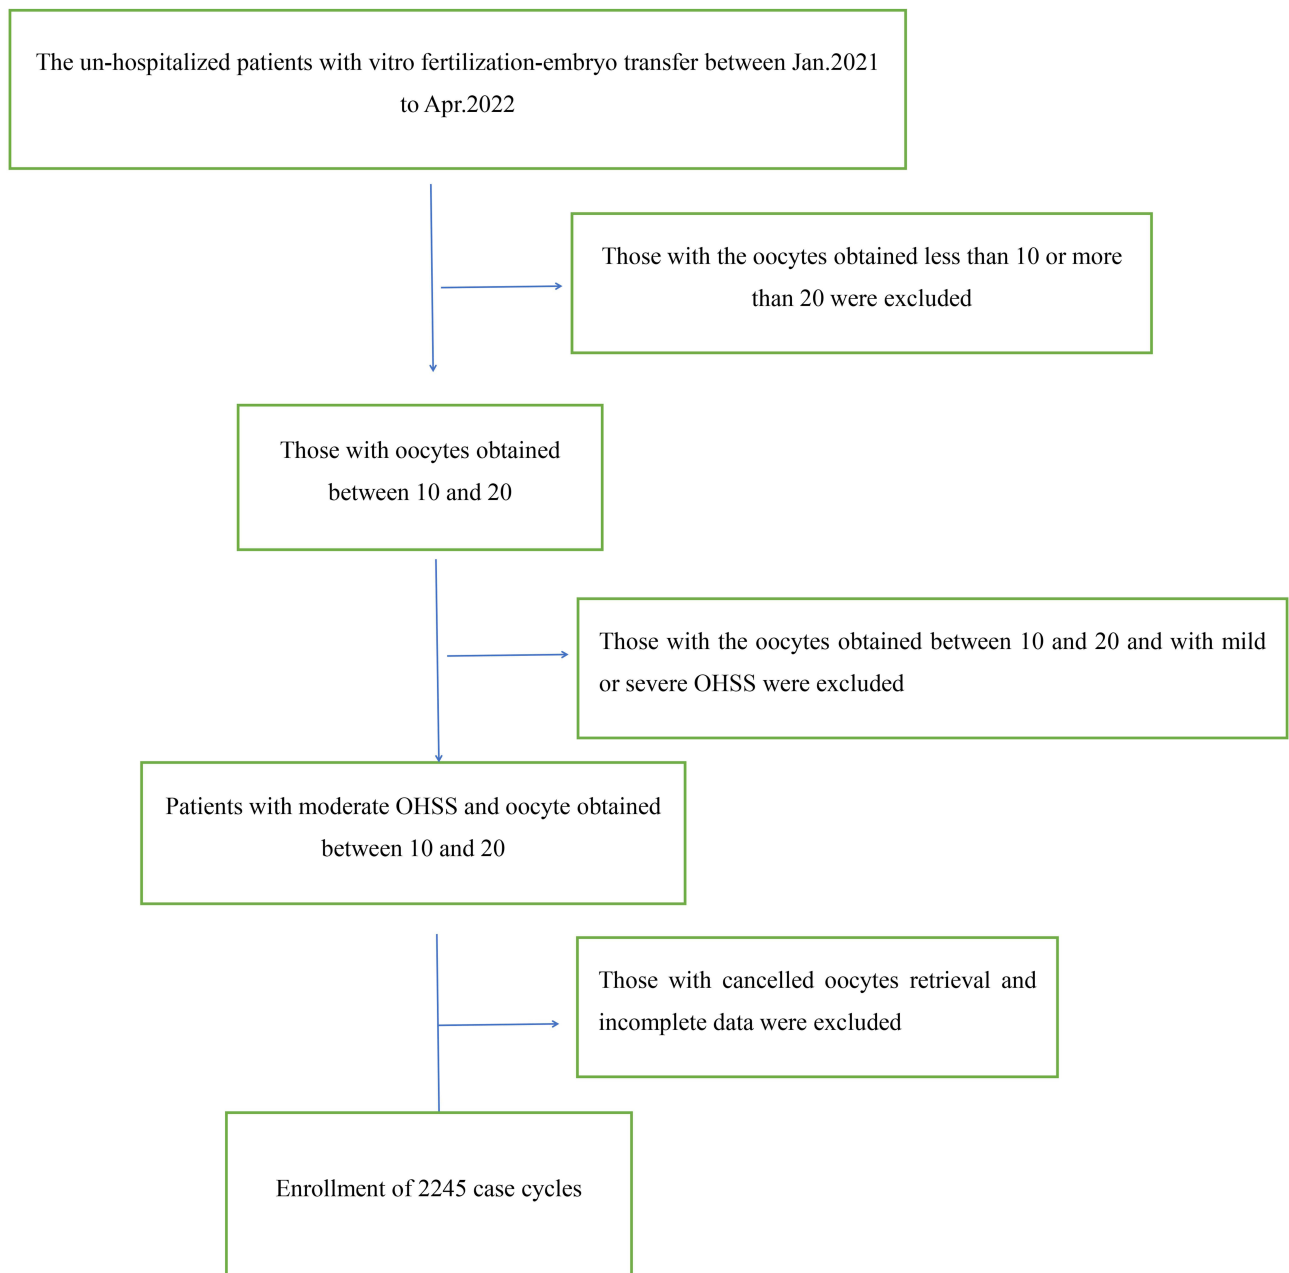 The un-hospitalized patients with vitro fertilization-embryo transfer between Jan.2021
to Apr.2022
Those with the oocytes obtained less than 10 or more
than 20 were excluded
Those with oocytes obtained
between 10 and 20
Those with the oocytes obtained between 10 and 20 and with mild
or severe OHSS were excluded
Patients with moderate OHSS and oocyte obtained
between 10 and 20
Those with cancelled oocytes retrieval and
incomplete data were excluded
Enrollment of 2245 case cycles